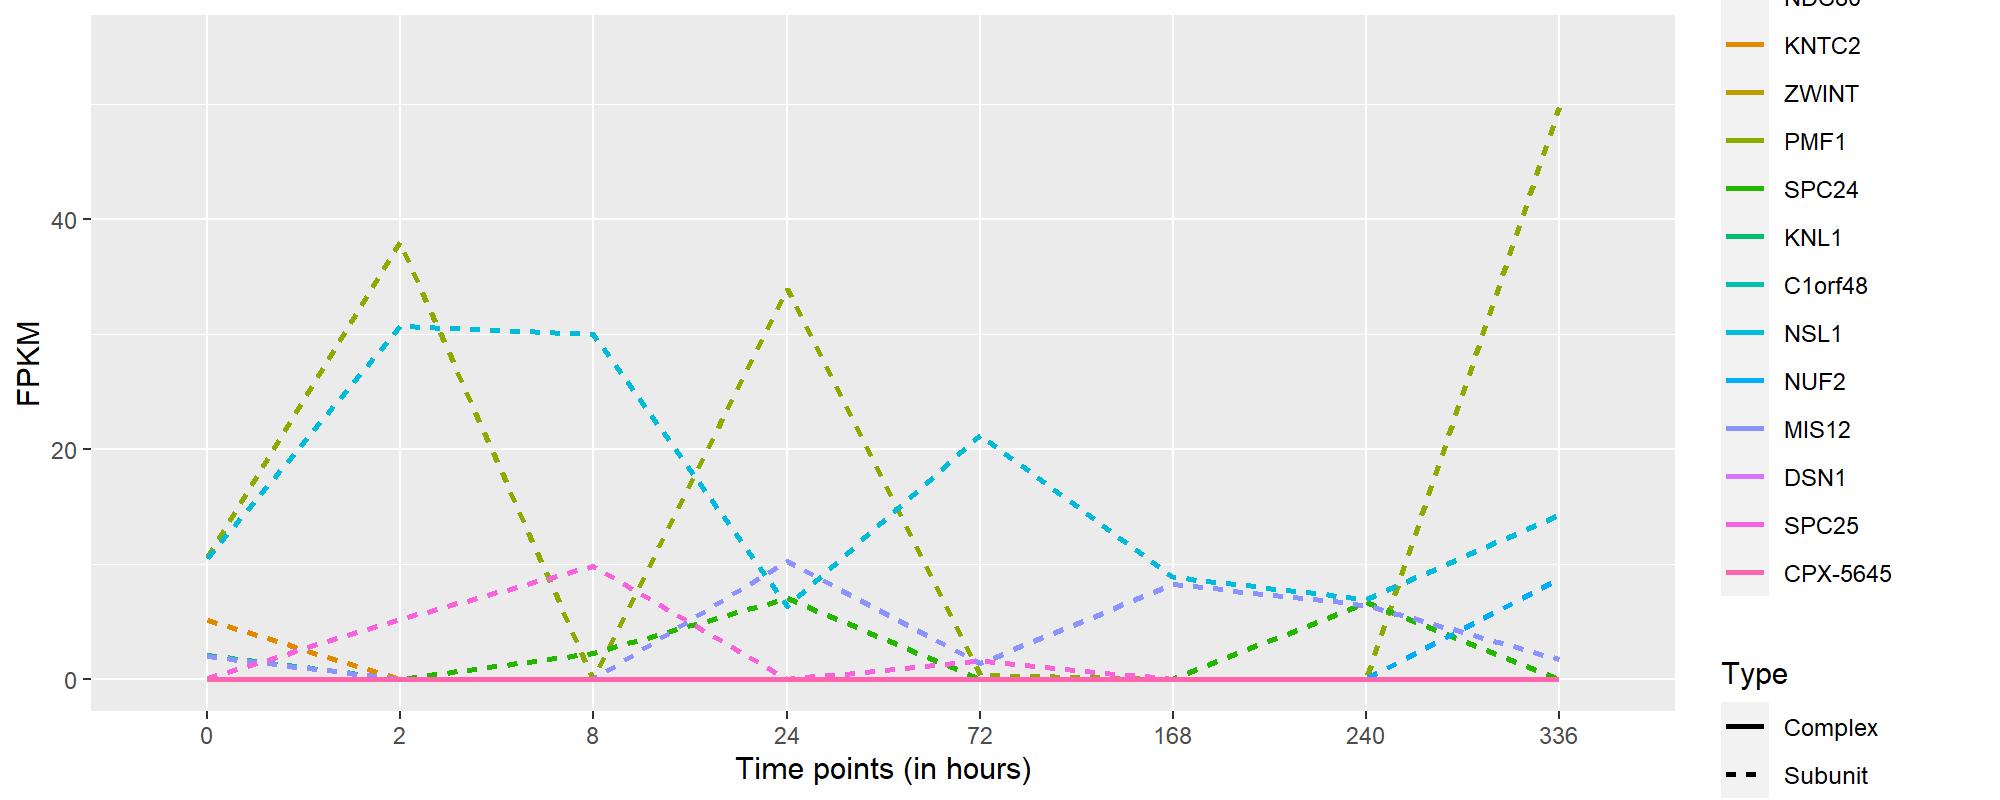 FPKM
40
20
0
0 2 8 24 72 168 240 336
Time points (in hours)
KNTC2
ZWINT
PMF1
SPC24
KNL1
C1orf48
NSL1
NUF2
MIS12
DSN1
SPC25
CPX-5645
Type
Complex
Subunit